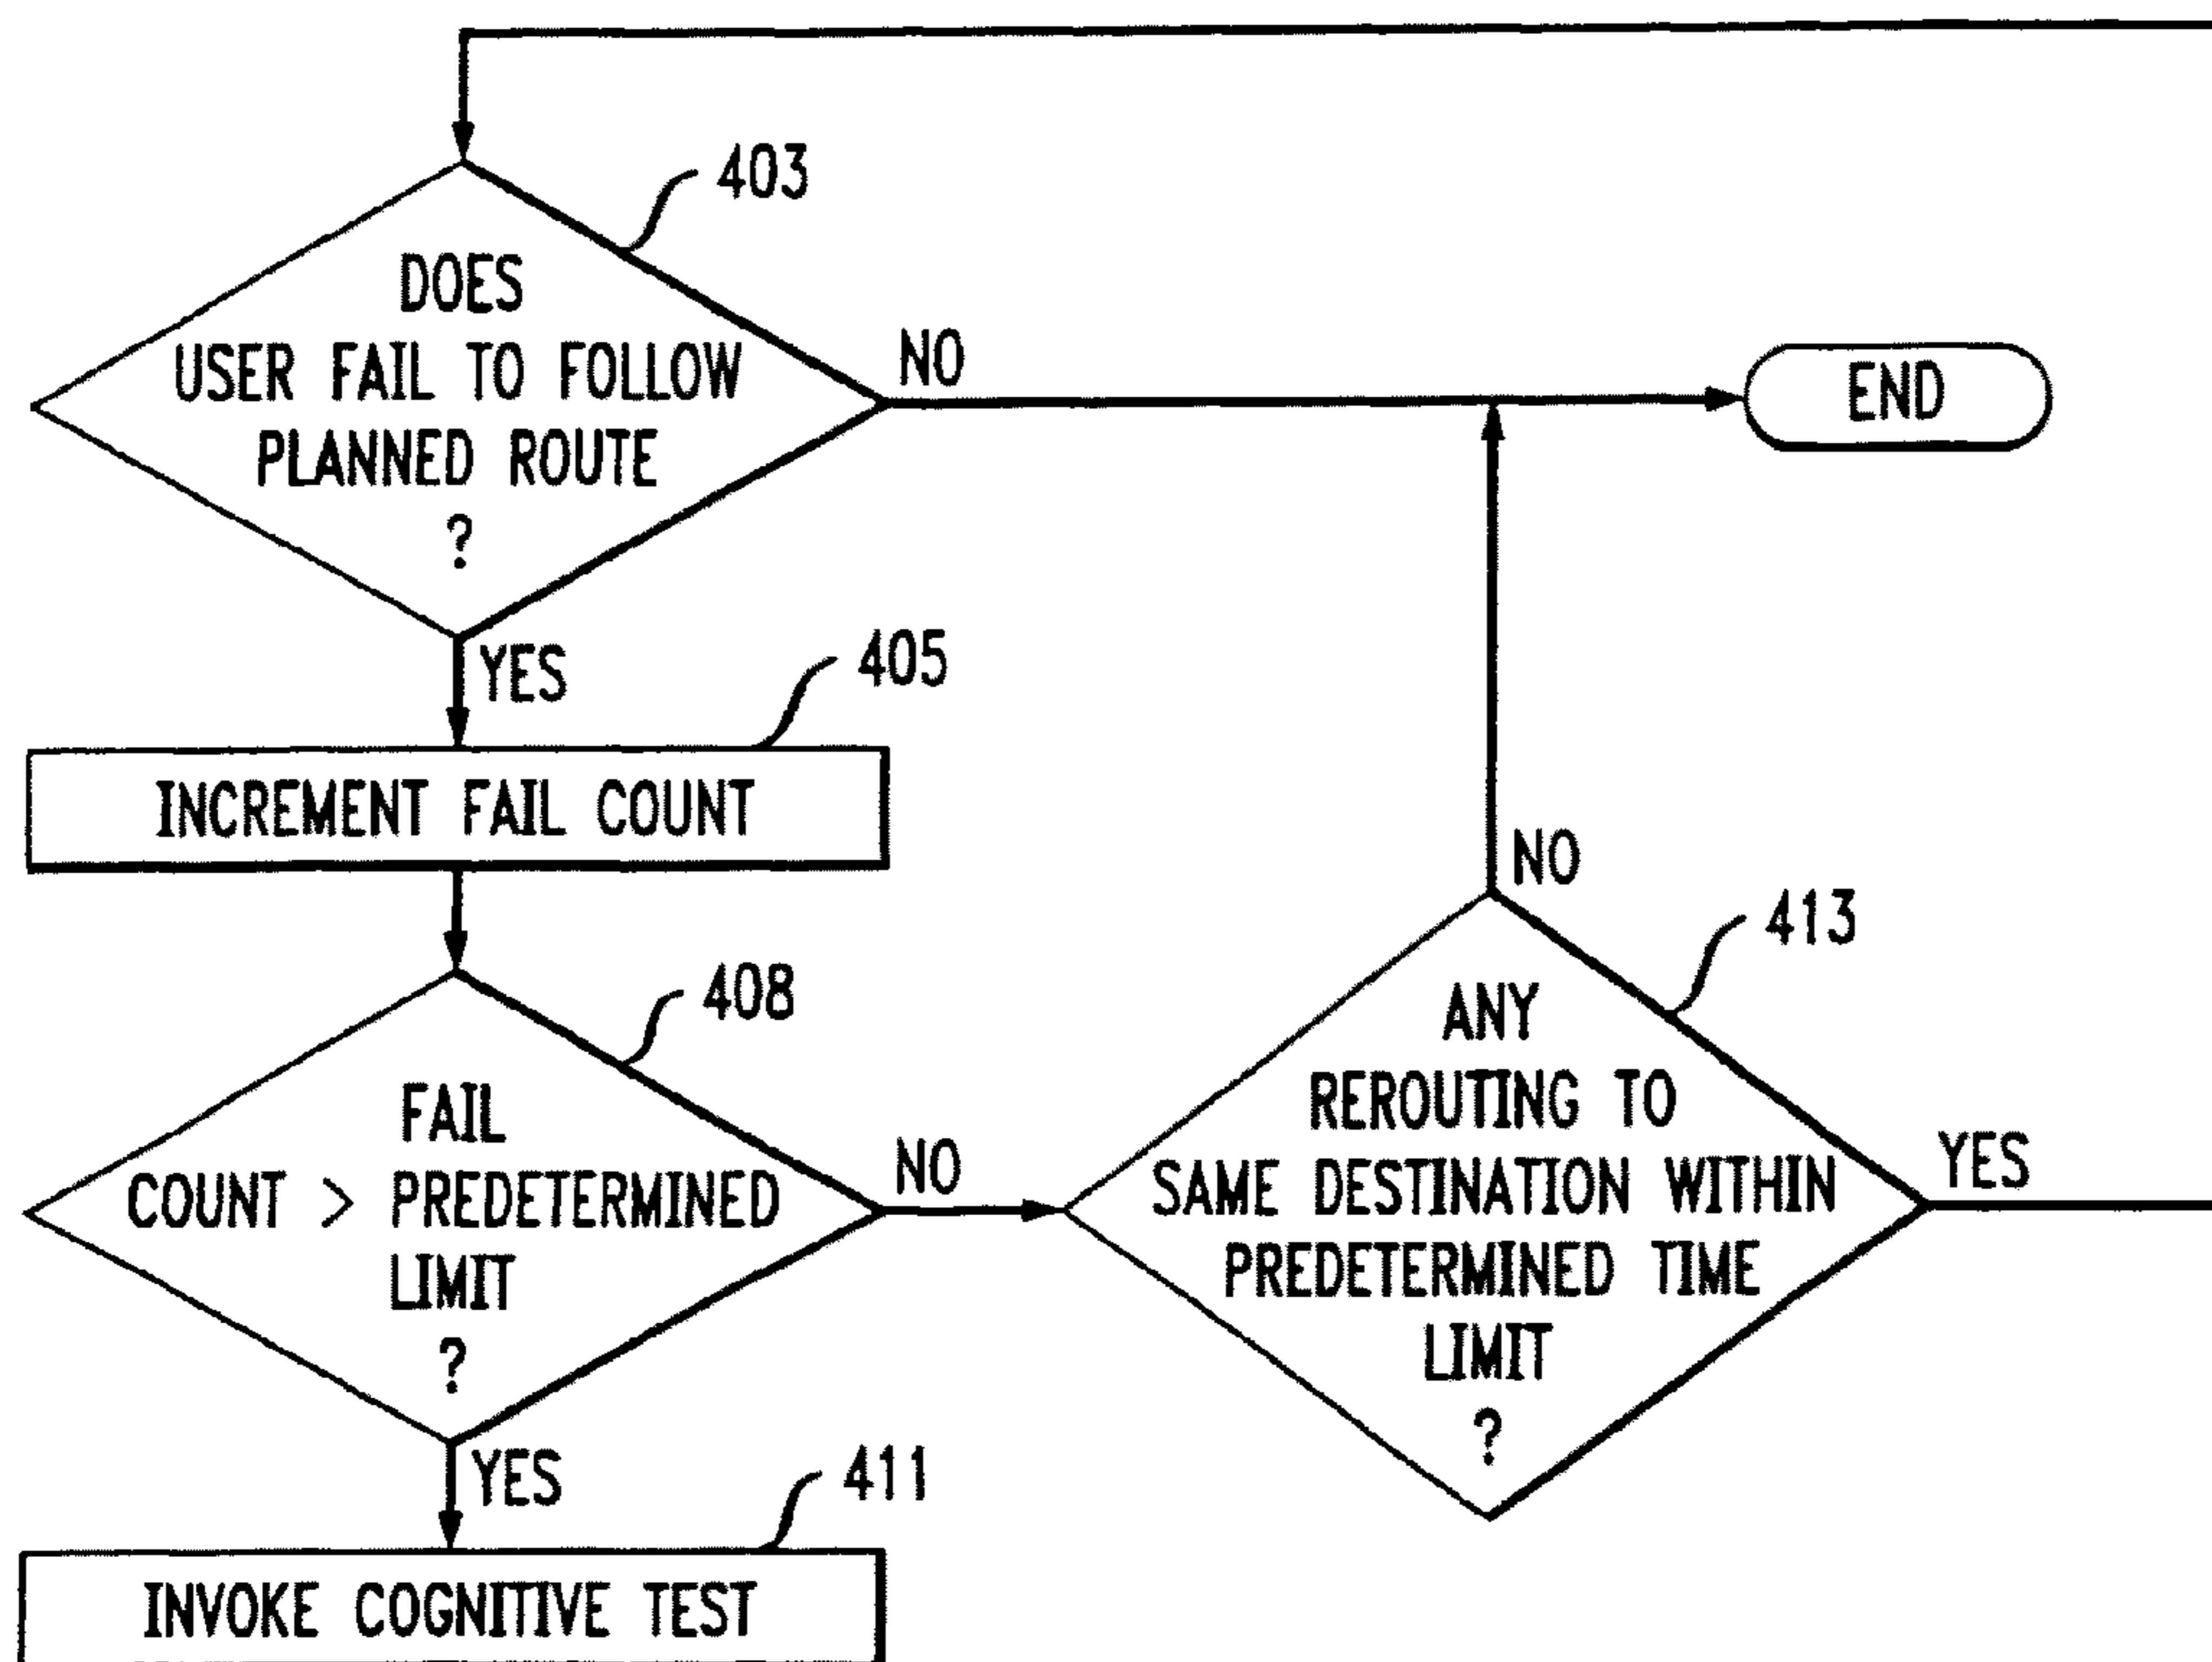 403
DOES
USER FAIL TO FOLLOW
PLANNED ROUTE
?
NO
END
YES
405
INCREMENT FAIL COUNT
408
FAIL
COUNT > PREDETERMINED
LIMIT
?
NO
YES
411
INVOKE COGNITIVE TEST
NO
413
ANY
REROUTING TO
SAME DESTINATION WITHIN
PREDETERMINED TIME
LIMIT
?
YES